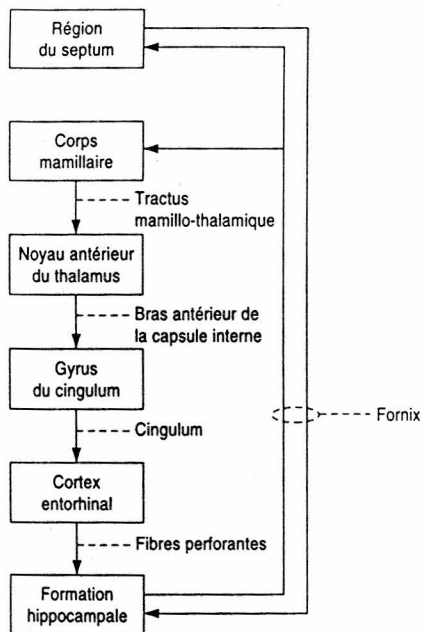 Région
du septum
Corps
mamillaire
Tractus
mamillo-thalamique
Noyau antérieur
du thalamus
Bras antérieur de
la capsule interne
Gyrus
du cingulum
Fornix
Cingulum
Cortex
entorhinal
Fibres perforantes
Formation
hippocampale